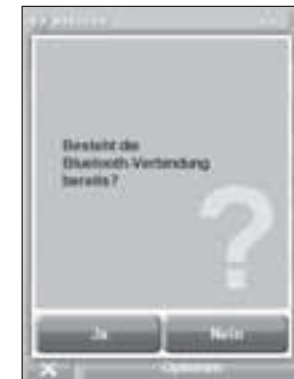 Besteht die
Bluetooth-Verbindung
bereits?
Ja
Nein
Optionen